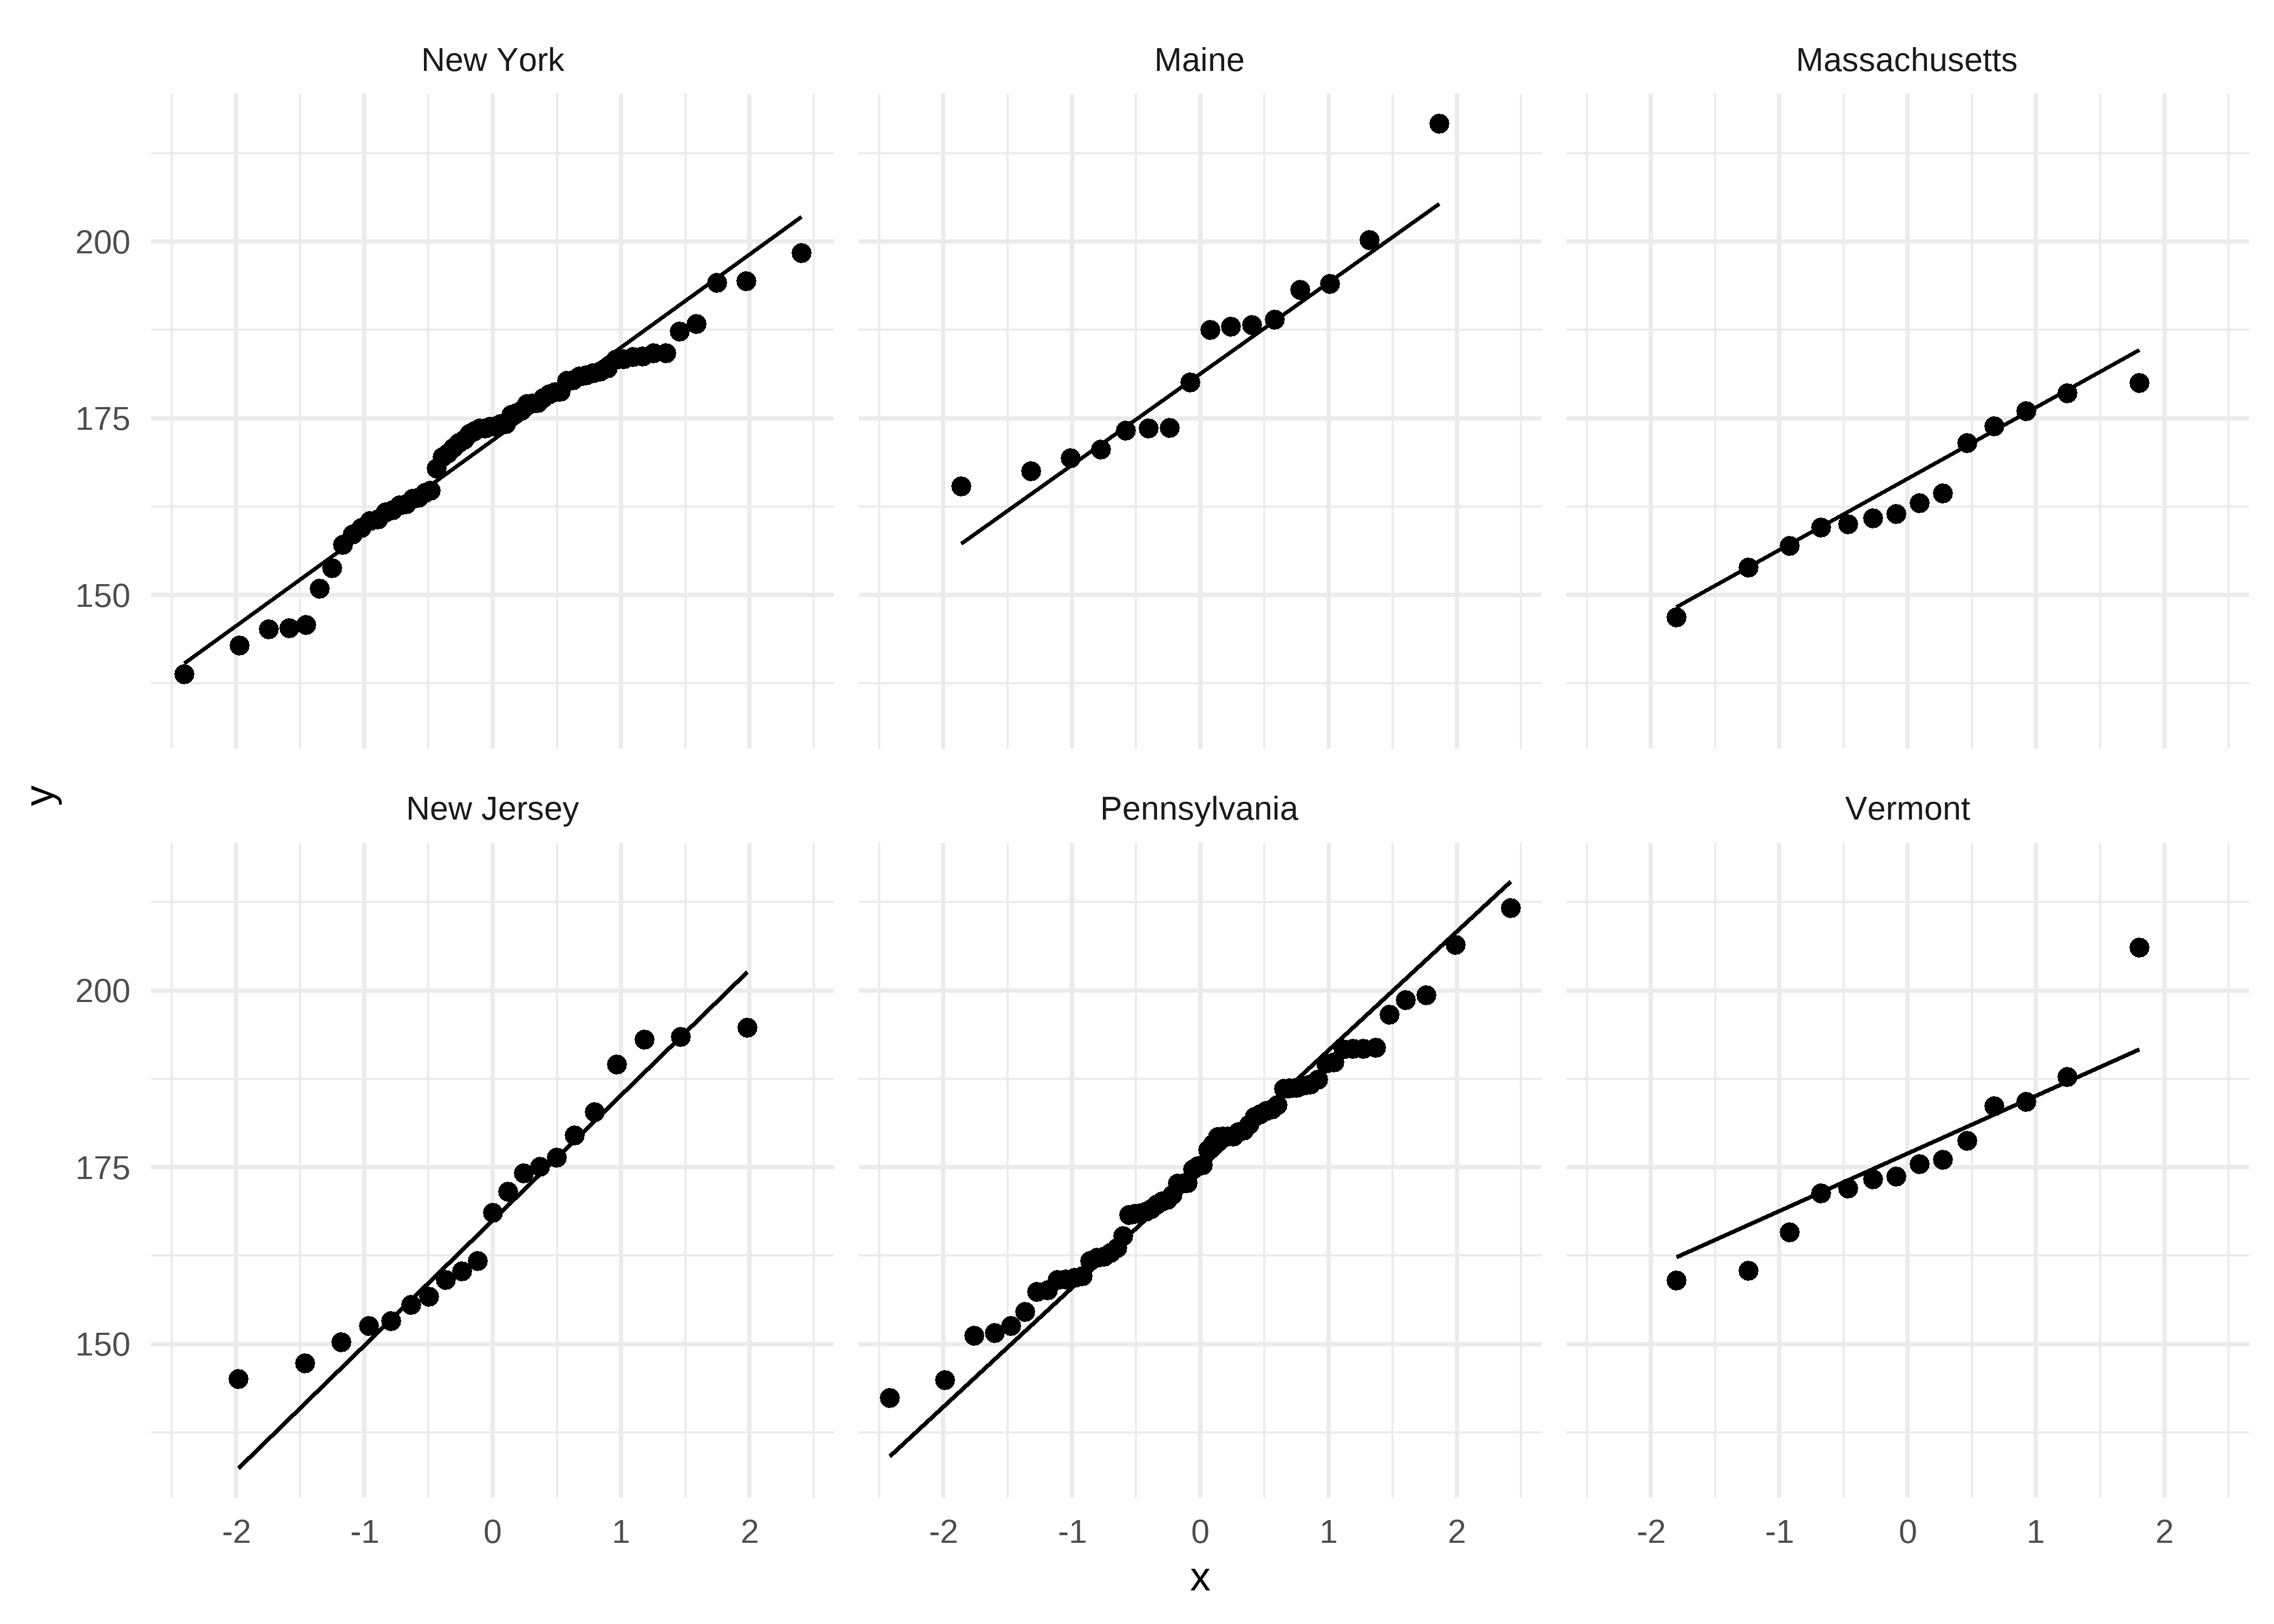 New York Maine Massachusetts
200
175
150
y
New Jersey Pennsylvania Vermont
200
175
150
-2 -1 0 1 2 -2 -1 0 1 2 -2 -1 0 1 2
x